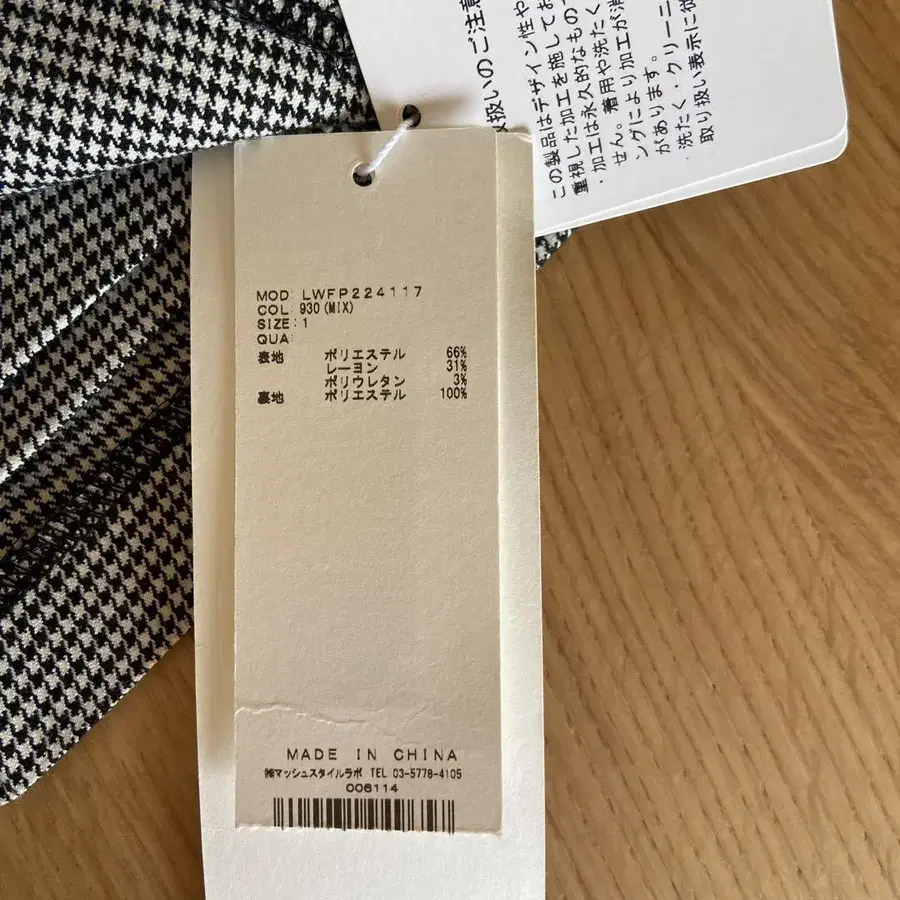 扱いのご注意
この製品はデザイン性や
重視した加工を施してお
・加工は永久的なもの
せん。着用や洗たく
ングにより加工が消
があります。
・洗たく・クリーニ
取り扱い表示に従
MOD: LWFP224117
COL: 930(MIX)
SIZE: 1
QUA:
表地 ポリエステル 66%
レーヨン 31%
ポリウレタン 3%
裏地 ポリエステル 100%
MADE IN CHINA
㈱マッシュスタイルラボ TEL 03-5778-4105
006114